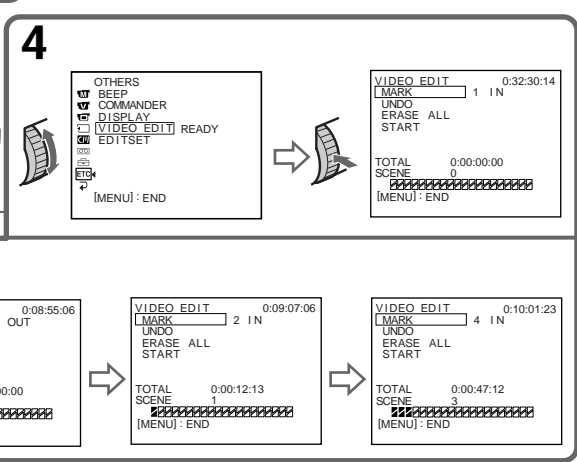 4
OTHERS
BEEP
COMMANDER
DISPLAY
VIDEO EDIT READY
EDITSET
ETC
[MENU] : END
VIDEO EDIT 0:32:30:14
MARK 1 IN
UNDO
ERASE ALL
START
TOTAL 0:00:00:00
SCENE 0
[MENU] : END
0:08:55:06
OUT
0:00
VIDEO EDIT 0:09:07:06
MARK 2 IN
UNDO
ERASE ALL
START
TOTAL 0:00:12:13
SCENE 1
[MENU] : END
VIDEO EDIT 0:10:01:23
MARK 4 IN
UNDO
ERASE ALL
START
TOTAL 0:00:47:12
SCENE 3
[MENU] : END